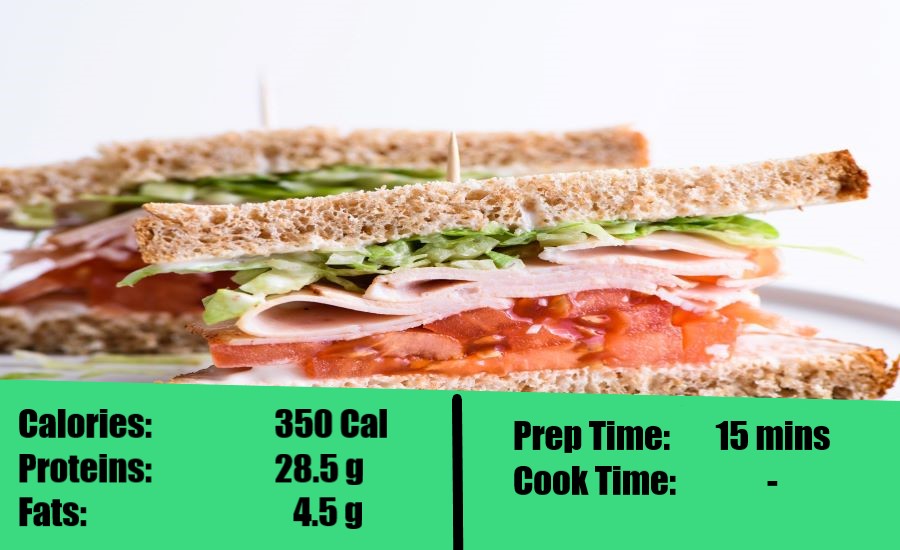 Calories: 350 Cal
Proteins: 28.5 g
Fats: 4.5 g
Prep Time: 15 mins
Cook Time: -